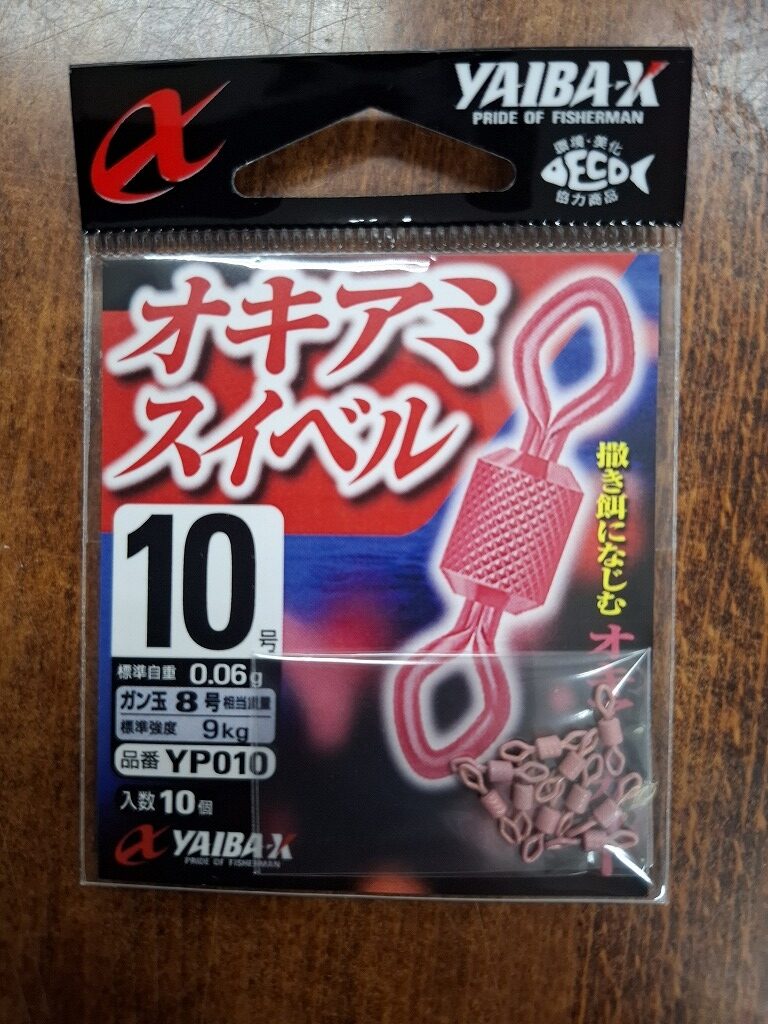 YAIBA-X
PRIDE OF FISHERMAN
環境・美化
ECO
協力商品
オキアミ
スイベル
撒き餌になじむ
10
号
標準自重 0.06g
ガン玉 8号 相当重量
標準強度 9kg
品番 YP010
入数10個
YAIBA-X
PRIDE OF FISHERMAN